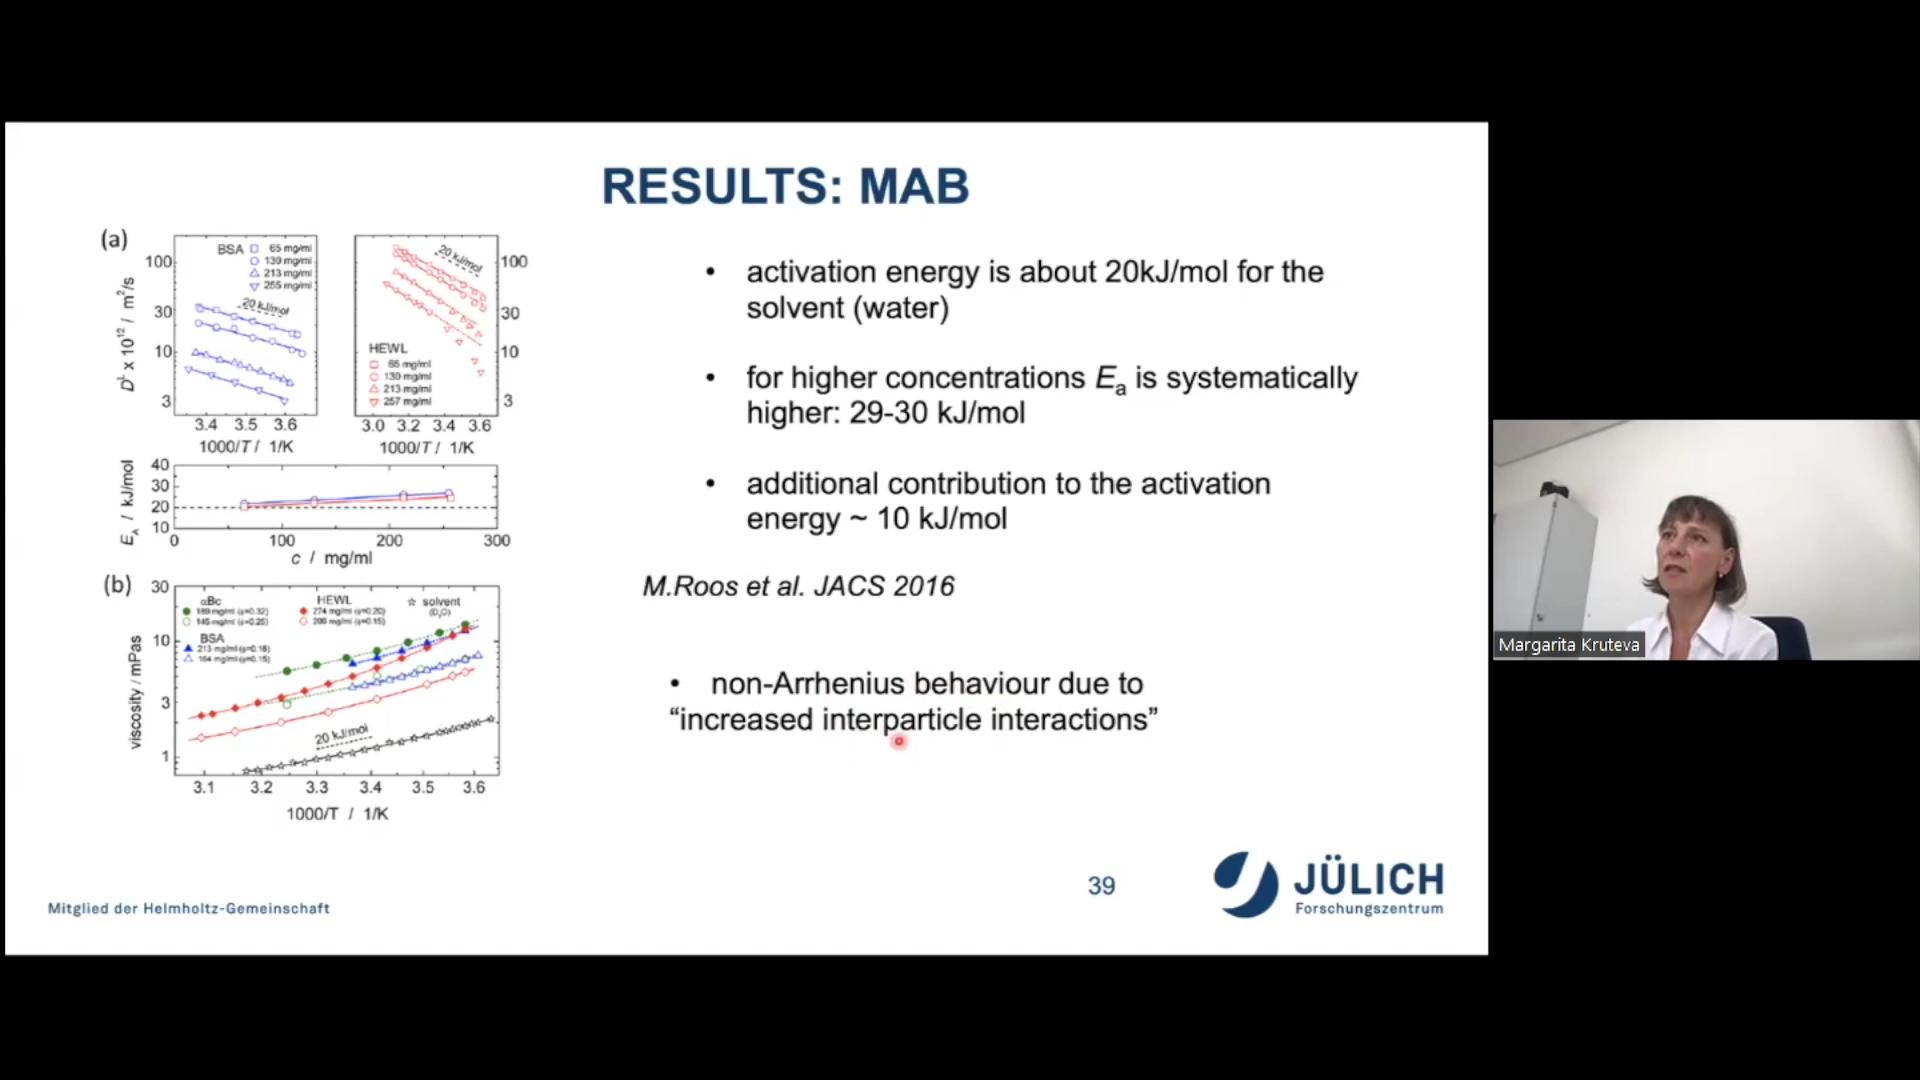 RESULTS: MAB
(a)
BSA
65 mg/ml
139 mg/ml
213 mg/ml
255 mg/ml
20 kJ/mol
100
30
10
3
D^L x 10^12 / m^2/s
3.4 3.5 3.6
1000/T / 1/K
20 kJ/mol
HEWL
65 mg/ml
130 mg/ml
213 mg/ml
257 mg/ml
100
30
10
3
3.0 3.2 3.4 3.6
1000/T / 1/K
40
30
20
10
E_A / kJ/mol
0 100 200 300
c / mg/ml
(b)
30
10
3
1
viscosity / mPas
αBc
BSA
HEWL
solvent
(D₂O)
20 kJ/mol
3.1 3.2 3.3 3.4 3.5 3.6
1000/T / 1/K
• activation energy is about 20kJ/mol for the
solvent (water)
• for higher concentrations Eₐ is systematically
higher: 29-30 kJ/mol
• additional contribution to the activation
energy ~ 10 kJ/mol
M.Roos et al. JACS 2016
• non-Arrhenius behaviour due to
“increased interparticle interactions”
Mitglied der Helmholtz-Gemeinschaft
39
JÜLICH
Forschungszentrum
Margarita Kruteva